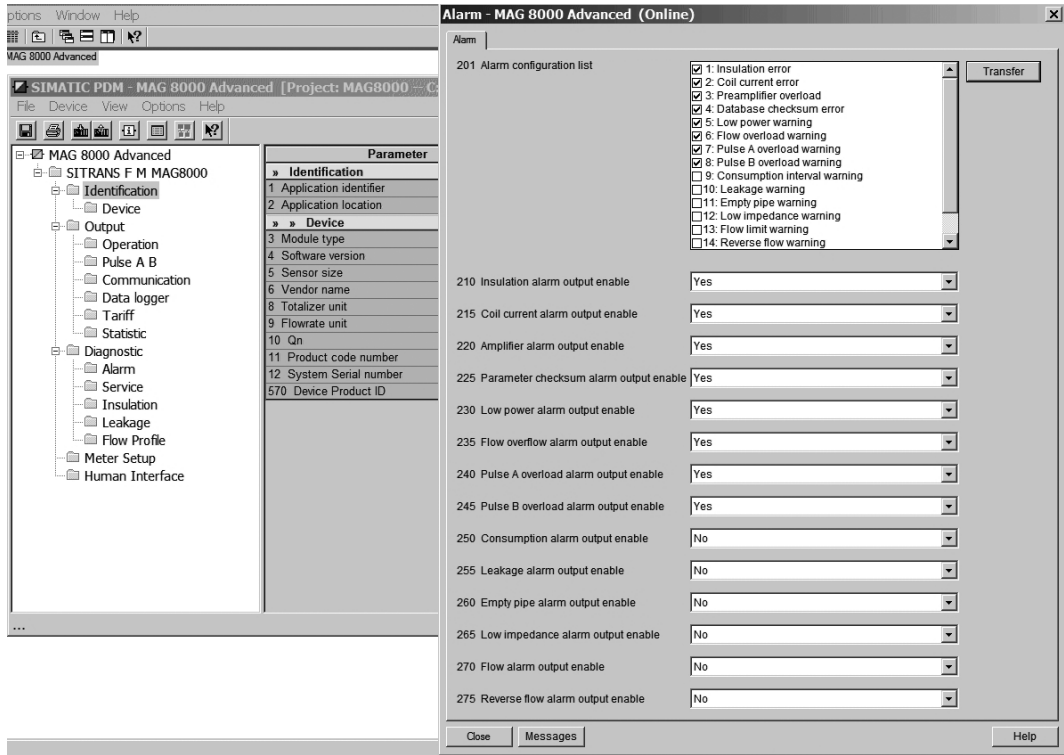 ptions Window Help
MAG 8000 Advanced
SIMATIC PDM - MAG 8000 Advanced [Project: MAG8000 -- C:
File Device View Options Help
MAG 8000 Advanced
SITRANS F M MAG8000
Identification
Device
Output
Operation
Pulse A B
Communication
Data logger
Tariff
Statistic
Diagnostic
Alarm
Service
Insulation
Leakage
Flow Profile
Meter Setup
Human Interface
Parameter
» Identification
1 Application identifier
2 Application location
» » Device
3 Module type
4 Software version
5 Sensor size
6 Vendor name
8 Totalizer unit
9 Flowrate unit
10 Qn
11 Product code number
12 System Serial number
570 Device Product ID
...
Alarm - MAG 8000 Advanced (Online)
Alarm
201 Alarm configuration list
1: Insulation error
2: Coil current error
3: Preamplifier overload
4: Database checksum error
5: Low power warning
6: Flow overload warning
7: Pulse A overload warning
8: Pulse B overload warning
9: Consumption interval warning
10: Leakage warning
11: Empty pipe warning
12: Low impedance warning
13: Flow limit warning
14: Reverse flow warning
Transfer
210 Insulation alarm output enable Yes
215 Coil current alarm output enable Yes
220 Amplifier alarm output enable Yes
225 Parameter checksum alarm output enable Yes
230 Low power alarm output enable Yes
235 Flow overflow alarm output enable Yes
240 Pulse A overload alarm output enable Yes
245 Pulse B overload alarm output enable Yes
250 Consumption alarm output enable No
255 Leakage alarm output enable No
260 Empty pipe alarm output enable No
265 Low impedance alarm output enable No
270 Flow alarm output enable No
275 Reverse flow alarm output enable No
Close Messages Help